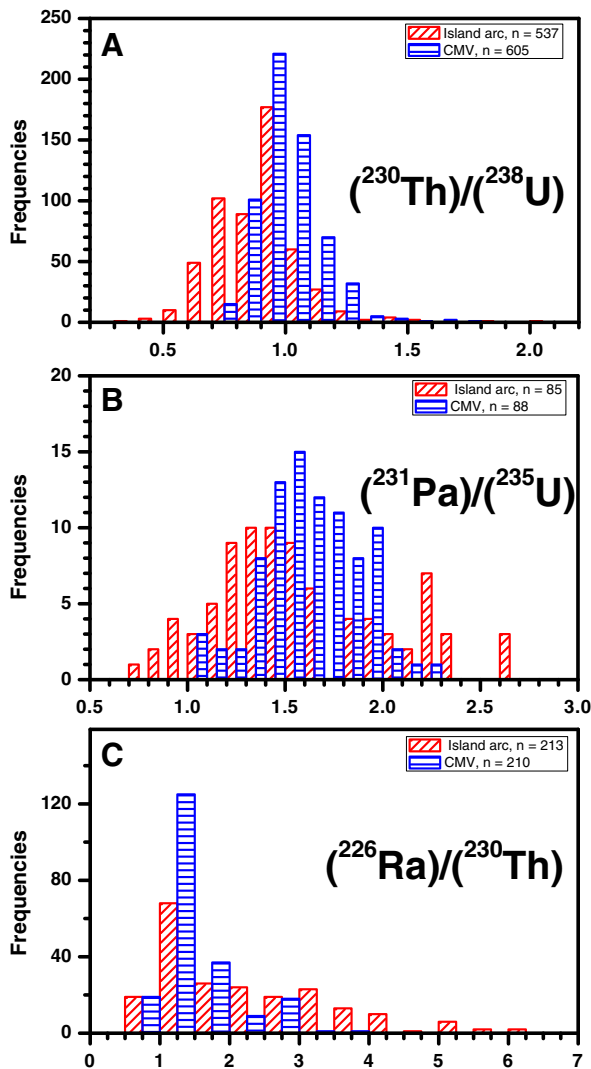 A
Island arc, n = 537
CMV, n = 605
(²³⁰Th)/(²³⁸U)
Frequencies
250
200
150
100
50
0
0.5 1.0 1.5 2.0
B
Island arc, n = 85
CMV, n = 88
(²³¹Pa)/(²³⁵U)
Frequencies
20
15
10
5
0
0.5 1.0 1.5 2.0 2.5 3.0
C
Island arc, n = 213
CMV, n = 210
(²²⁶Ra)/(²³⁰Th)
Frequencies
120
80
40
0
0 1 2 3 4 5 6 7